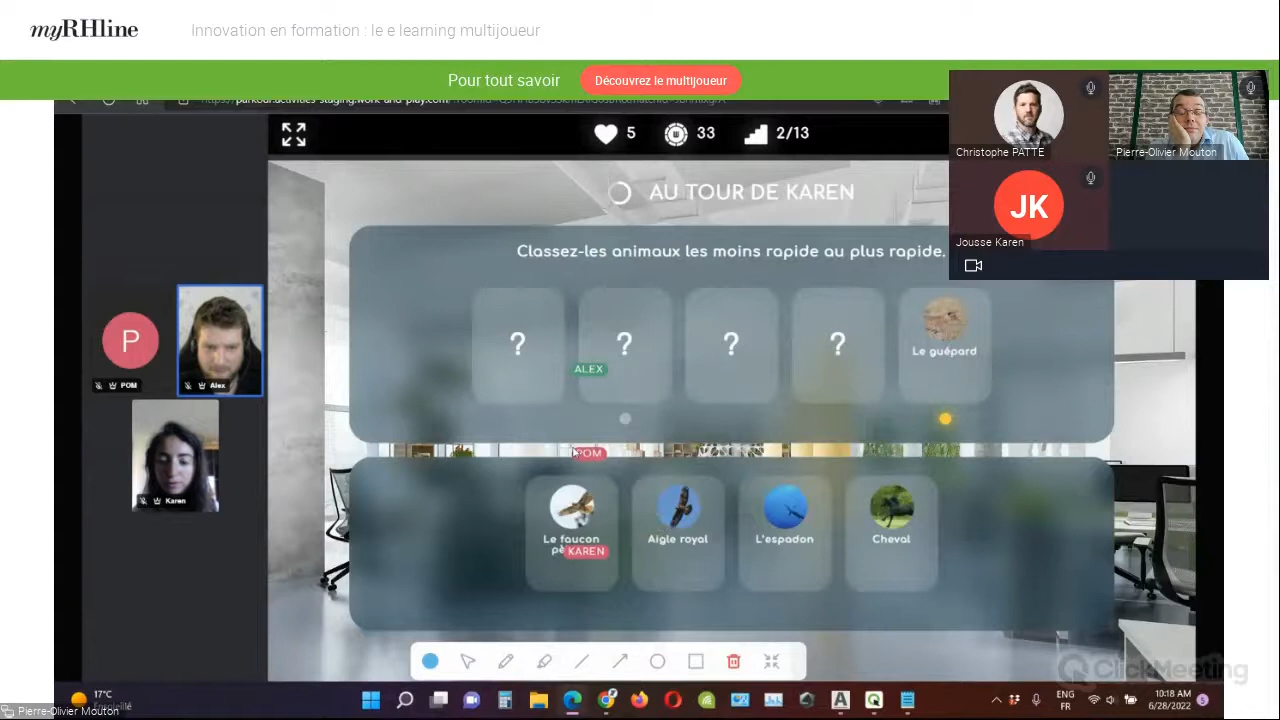 myRHline
Innovation en formation : le e learning multijoueur
Pour tout savoir
Découvrez le multijoueur
Christophe PATTE
Pierre-Olivier Mouton
JK
Jousse Karen
5
33
2/13
AU TOUR DE KAREN
Classez-les animaux les moins rapide au plus rapide.
?
?
?
?
Le guépard
ALEX
P
POM
Alex
Karen
POM
Le faucon
KAREN
Aigle royal
L'espadon
Cheval
ClickMeeting
17°C
ENG
FR
10:18 AM
6/28/2022
5
Pierre-Olivier Mouton